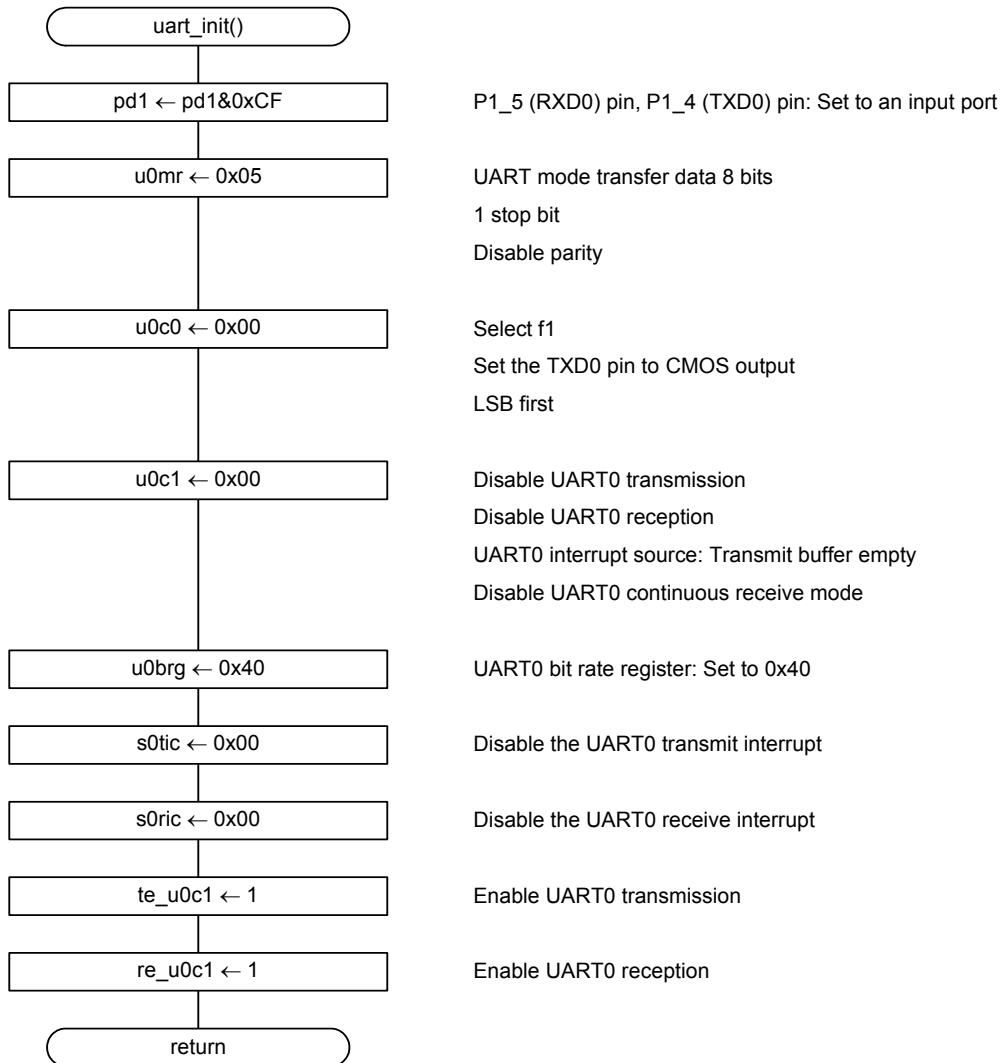 uart_init()
pd1 ← pd1&0xCF
P1_5 (RXD0) pin, P1_4 (TXD0) pin: Set to an input port
u0mr ← 0x05
UART mode transfer data 8 bits
1 stop bit
Disable parity
u0c0 ← 0x00
Select f1
Set the TXD0 pin to CMOS output
LSB first
u0c1 ← 0x00
Disable UART0 transmission
Disable UART0 reception
UART0 interrupt source: Transmit buffer empty
Disable UART0 continuous receive mode
u0brg ← 0x40
UART0 bit rate register: Set to 0x40
s0tic ← 0x00
Disable the UART0 transmit interrupt
s0ric ← 0x00
Disable the UART0 receive interrupt
te_u0c1 ← 1
Enable UART0 transmission
re_u0c1 ← 1
Enable UART0 reception
return